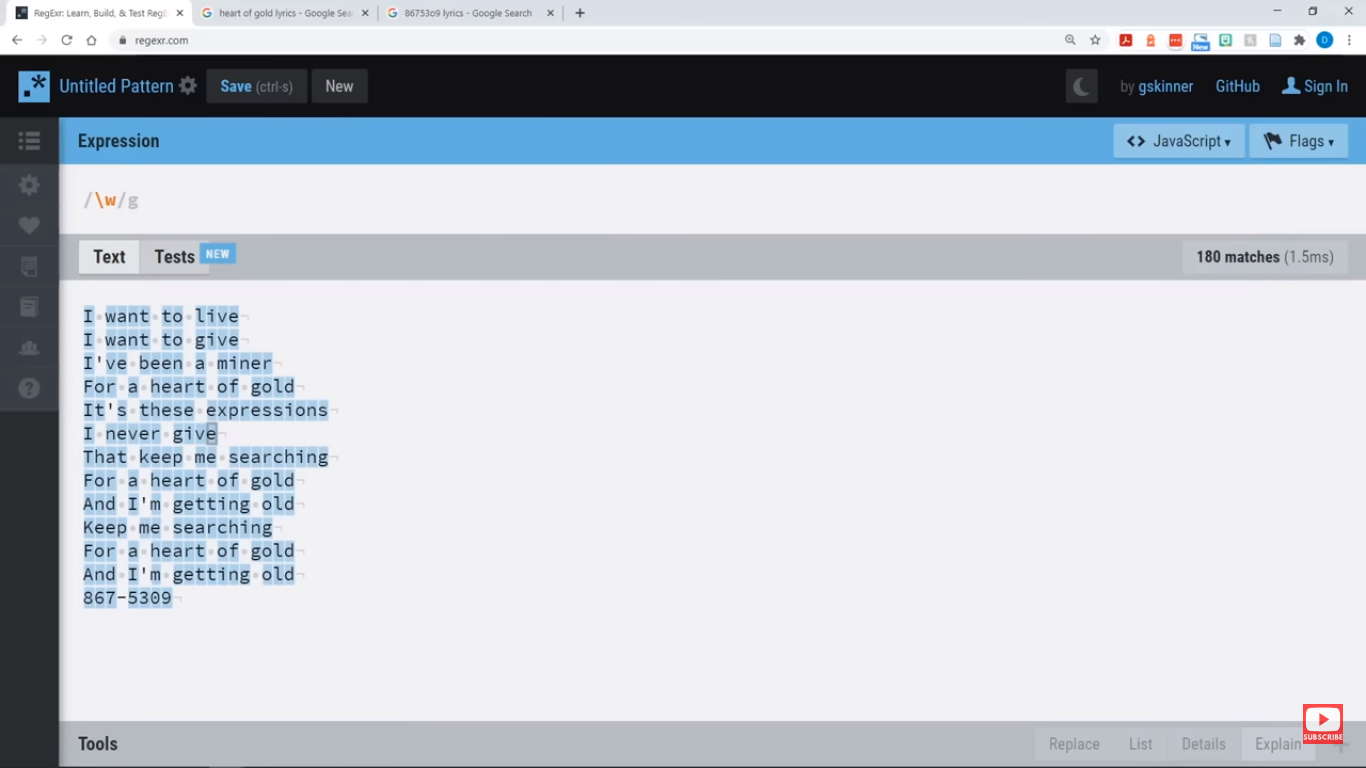 RegExr: Learn, Build, & Test RegE
heart of gold lyrics - Google Sea
8675309 lyrics - Google Search
regexr.com
New
D
.*
Untitled Pattern
Save (ctrl-s)
New
by gskinner
GitHub
Sign In
Expression
<> JavaScript
Flags
/\w/g
Text
Tests
NEW
180 matches (1.5ms)
I want to live
I want to give
I've been a miner
For a heart of gold
It's these expressions
I never give
That keep me searching
For a heart of gold
And I'm getting old
Keep me searching
For a heart of gold
And I'm getting old
867-5309
SUBSCRIBE
Tools
Replace
List
Details
Explain